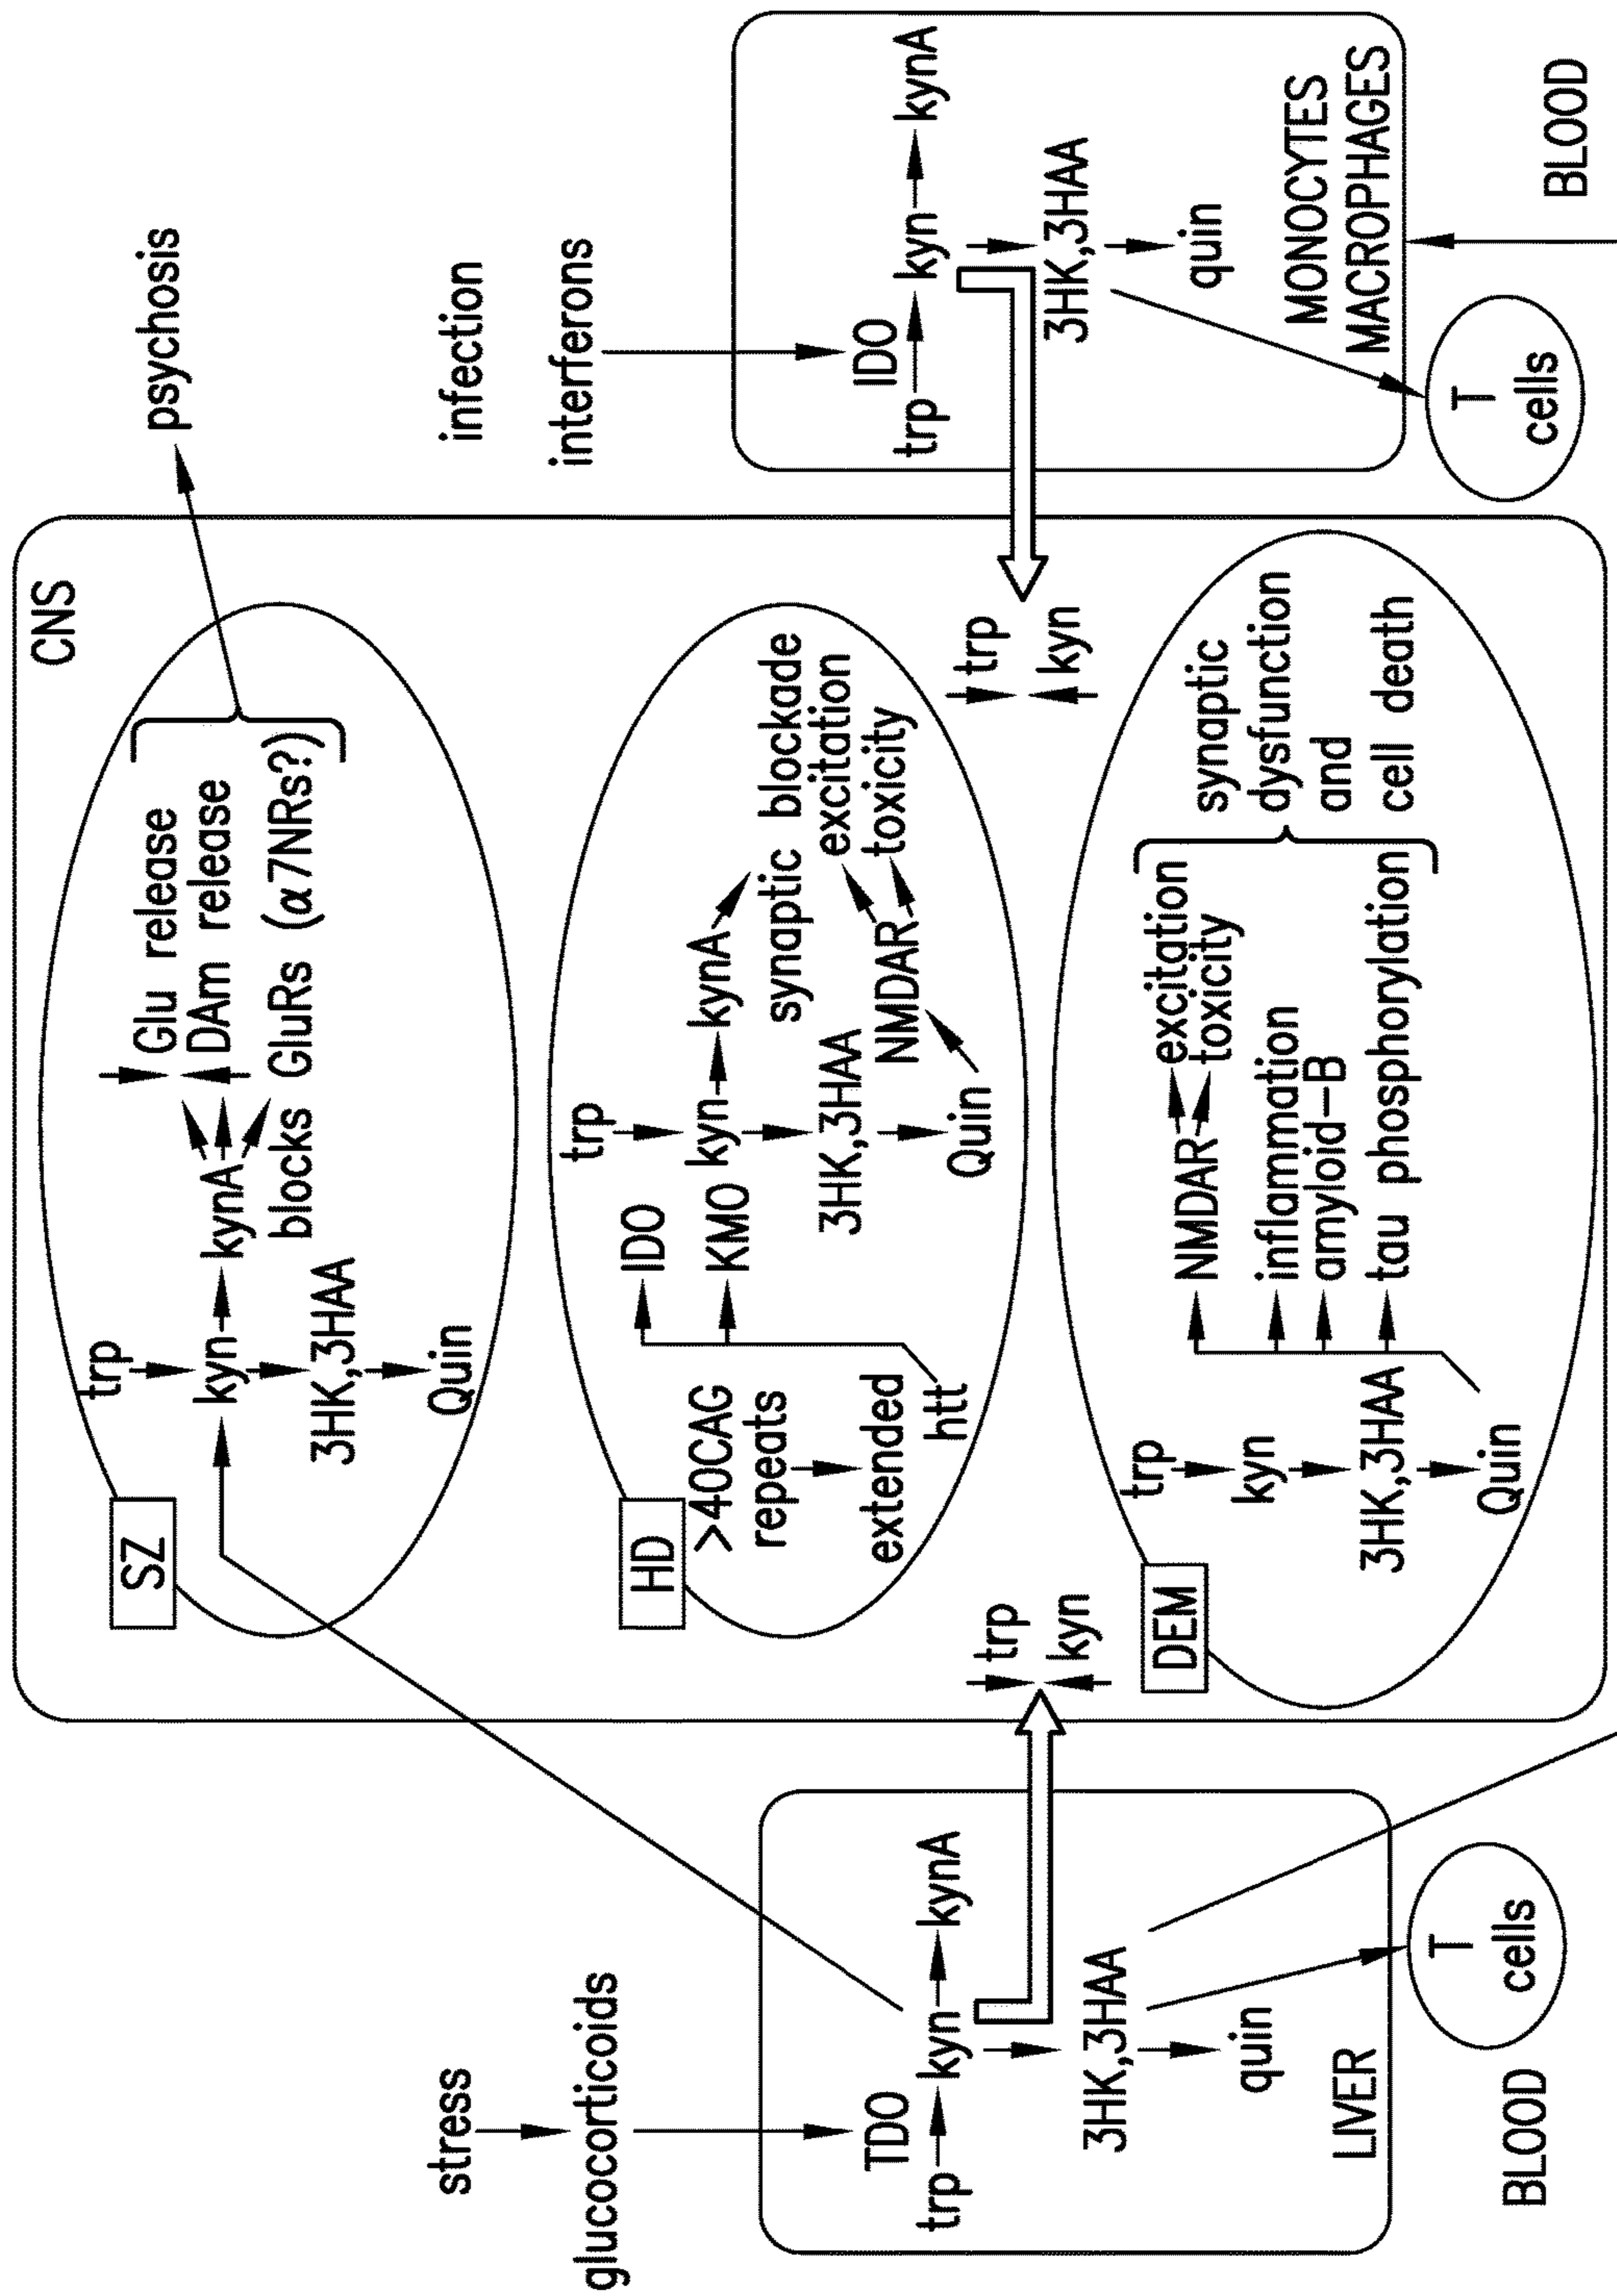 stress
glucocorticoids
TDO
trp
kyn
kynA
3HK,3HAA
quin
LIVER
BLOOD
T
cells
CNS
SZ
trp
kyn
kynA
3HK,3HAA
Quin
Glu release
DAm release
blocks GluRs (α7NRs?)
psychosis
HD
>40CAG
repeats
extended
htt
IDO
KMO
trp
kyn
kynA
3HK,3HAA
Quin
synaptic blockade
NMDAR
excitation
toxicity
trp
kyn
trp
kyn
DEM
trp
kyn
3HK,3HAA
Quin
NMDAR
excitation
toxicity
inflammation
amyloid-B
tau phosphorylation
synaptic
dysfunction
and
cell death
infection
interferons
IDO
trp
kyn
kynA
3HK,3HAA
quin
MONOCYTES
MACROPHAGES
T
cells
BLOOD